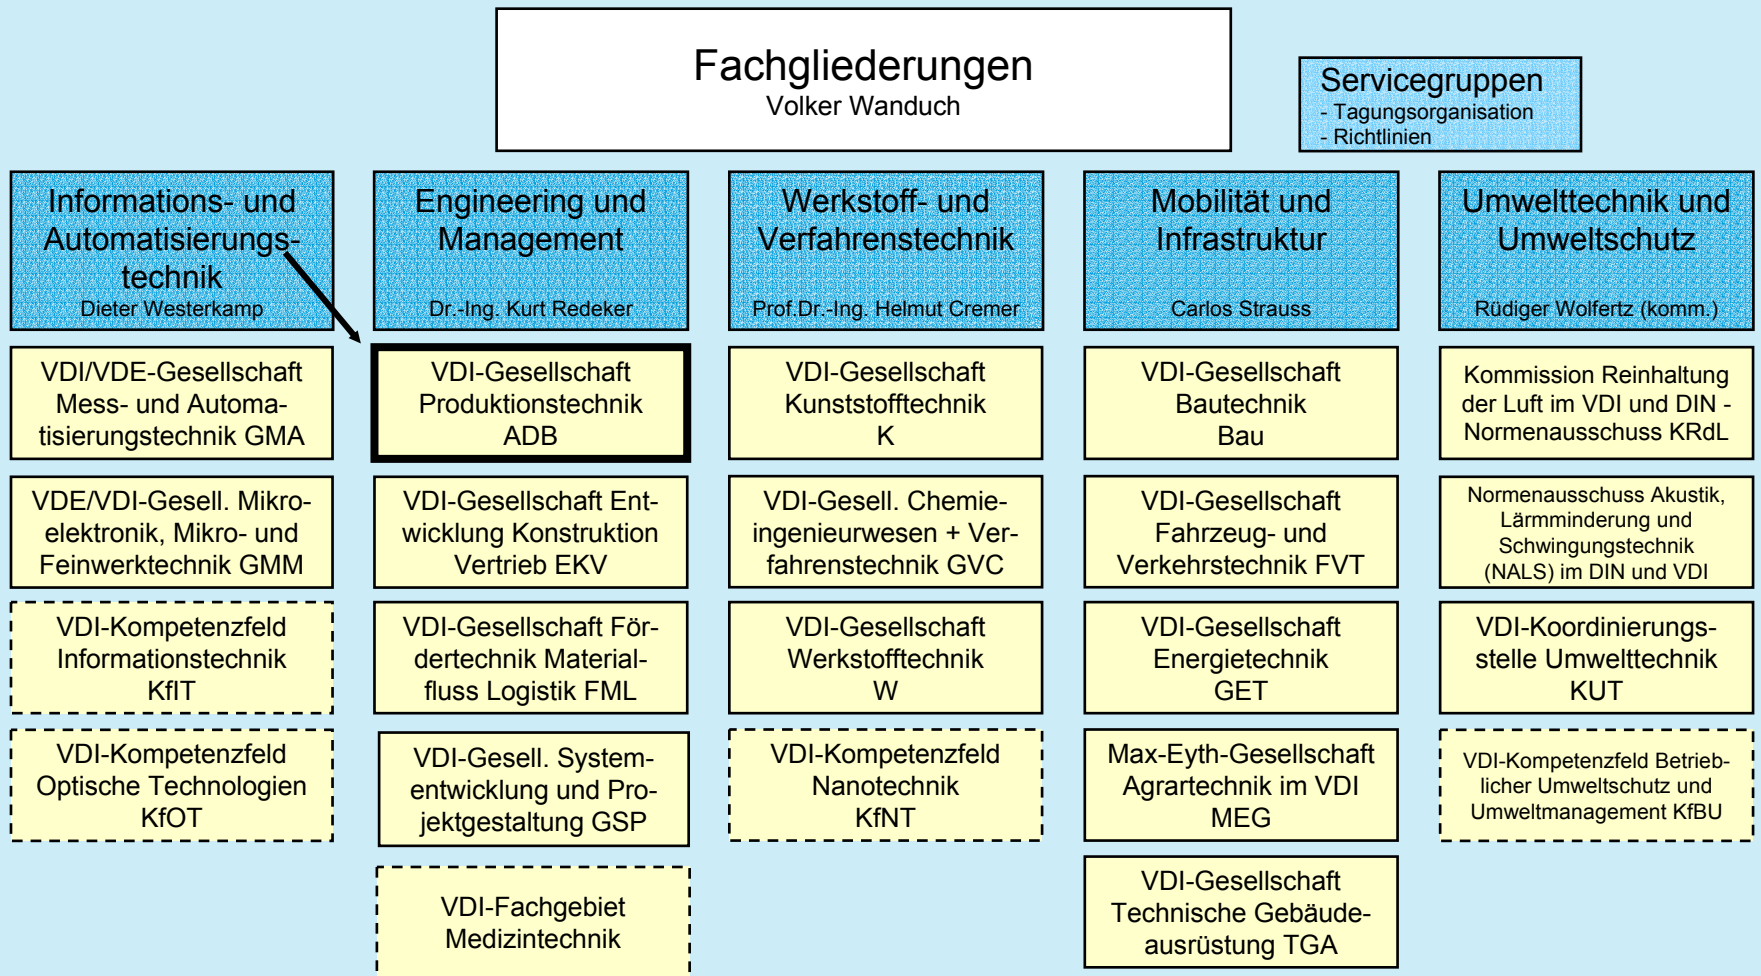 Fachgliederungen
Volker Wanduch
Servicegruppen
- Tagungsorganisation
- Richtlinien
Informations- und
Automatisierungs-
technik
Dieter Westerkamp
VDI/VDE-Gesellschaft
Mess- und Automa-
tisierungstechnik GMA
VDE/VDI-Gesell. Mikro-
elektronik, Mikro- und
Feinwerktechnik GMM
VDI-Kompetenzfeld
Informationstechnik
KfIT
VDI-Kompetenzfeld
Optische Technologien
KfOT
Engineering und
Management
Dr.-Ing. Kurt Redeker
VDI-Gesellschaft
Produktionstechnik
ADB
VDI-Gesellschaft Ent-
wicklung Konstruktion
Vertrieb EKV
VDI-Gesellschaft För-
dertechnik Material-
fluss Logistik FML
VDI-Gesell. System-
entwicklung und Pro-
jektgestaltung GSP
VDI-Fachgebiet
Medizintechnik
Werkstoff- und
Verfahrenstechnik
Prof.Dr.-Ing. Helmut Cremer
VDI-Gesellschaft
Kunststofftechnik
K
VDI-Gesell. Chemie-
ingenieurwesen + Ver-
fahrenstechnik GVC
VDI-Gesellschaft
Werkstofftechnik
W
VDI-Kompetenzfeld
Nanotechnik
KfNT
Mobilität und
Infrastruktur
Carlos Strauss
VDI-Gesellschaft
Bautechnik
Bau
VDI-Gesellschaft
Fahrzeug- und
Verkehrstechnik FVT
VDI-Gesellschaft
Energietechnik
GET
Max-Eyth-Gesellschaft
Agrartechnik im VDI
MEG
VDI-Gesellschaft
Technische Gebäude-
ausrüstung TGA
Umwelttechnik und
Umweltschutz
Rüdiger Wolfertz (komm.)
Kommission Reinhaltung
der Luft im VDI und DIN -
Normenausschuss KRdL
Normenausschuss Akustik,
Lärmminderung und
Schwingungstechnik
(NALS) im DIN und VDI
VDI-Koordinierungs-
stelle Umwelttechnik
KUT
VDI-Kompetenzfeld Betrieb-
licher Umweltschutz und
Umweltmanagement KfBU